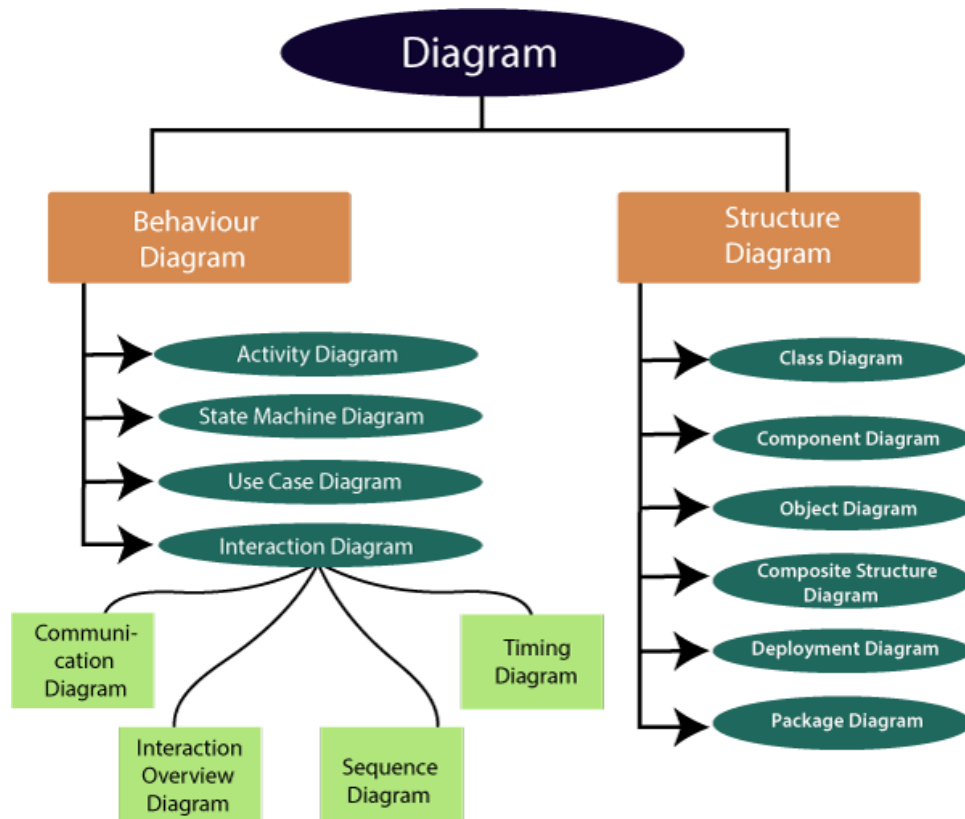 Diagram
Behaviour
Diagram
Structure
Diagram
Activity Diagram
State Machine Diagram
Use Case Diagram
Interaction Diagram
Communi-
cation
Diagram
Interaction
Overview
Diagram
Sequence
Diagram
Timing
Diagram
Class Diagram
Component Diagram
Object Diagram
Composite Structure
Diagram
Deployment Diagram
Package Diagram